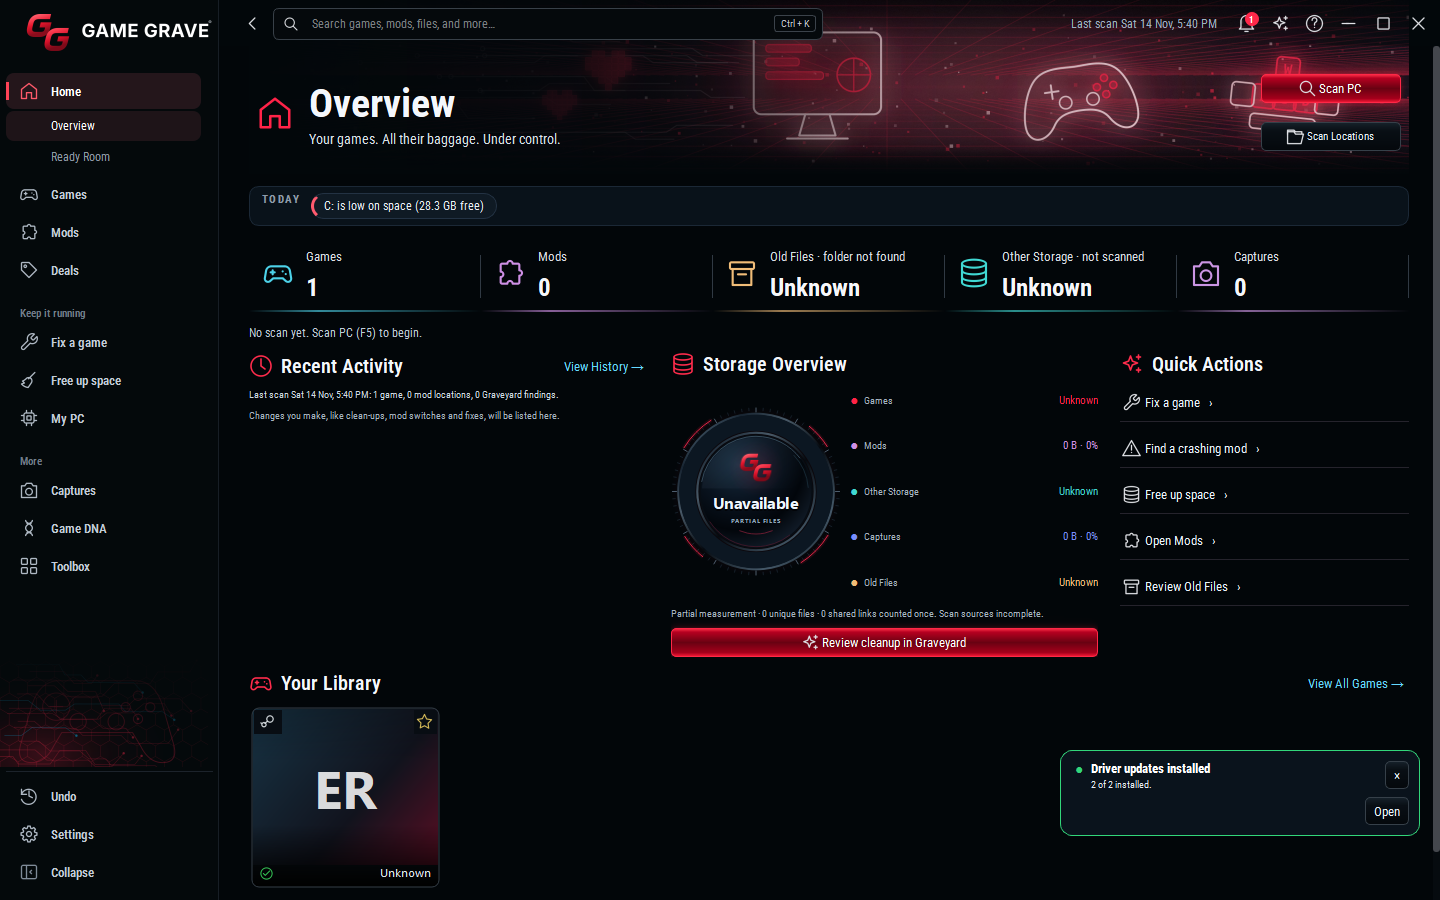 GG GAME GRAVE
Search games, mods, files, and more...
Ctrl + K
Last scan Sat 14 Nov, 5:40 PM
1
Home
Overview
Ready Room
Games
Mods
Deals
Keep it running
Fix a game
Free up space
My PC
More
Captures
Game DNA
Toolbox
Undo
Settings
Collapse
Overview
Your games. All their baggage. Under control.
Scan PC
Scan Locations
TODAY
C: is low on space (28.3 GB free)
Games
1
Mods
0
Old Files · folder not found
Unknown
Other Storage · not scanned
Unknown
Captures
0
No scan yet. Scan PC (F5) to begin.
Recent Activity
View History →
Last scan Sat 14 Nov, 5:40 PM: 1 game, 0 mod locations, 0 Graveyard findings.
Changes you make, like clean-ups, mod switches and fixes, will be listed here.
Storage Overview
GG
Unavailable
PARTIAL FILES
Games Unknown
Mods 0 B · 0%
Other Storage Unknown
Captures 0 B · 0%
Old Files Unknown
Partial measurement · 0 unique files · 0 shared links counted once. Scan sources incomplete.
Review cleanup in Graveyard
Quick Actions
Fix a game ›
Find a crashing mod ›
Free up space ›
Open Mods ›
Review Old Files ›
Your Library
View All Games →
ER
Unknown
Driver updates installed
2 of 2 installed.
x
Open